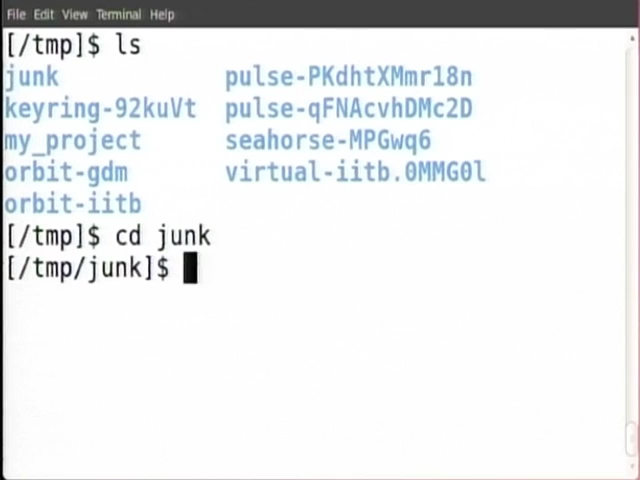 File Edit View Terminal Help
[/tmp]$ ls
junk pulse-PKdhtXMmr18n
keyring-92kuVt pulse-qFNAcvhDMc2D
my_project seahorse-MPGwq6
orbit-gdm virtual-iitb.0MMG0l
orbit-iitb
[/tmp]$ cd junk
[/tmp/junk]$